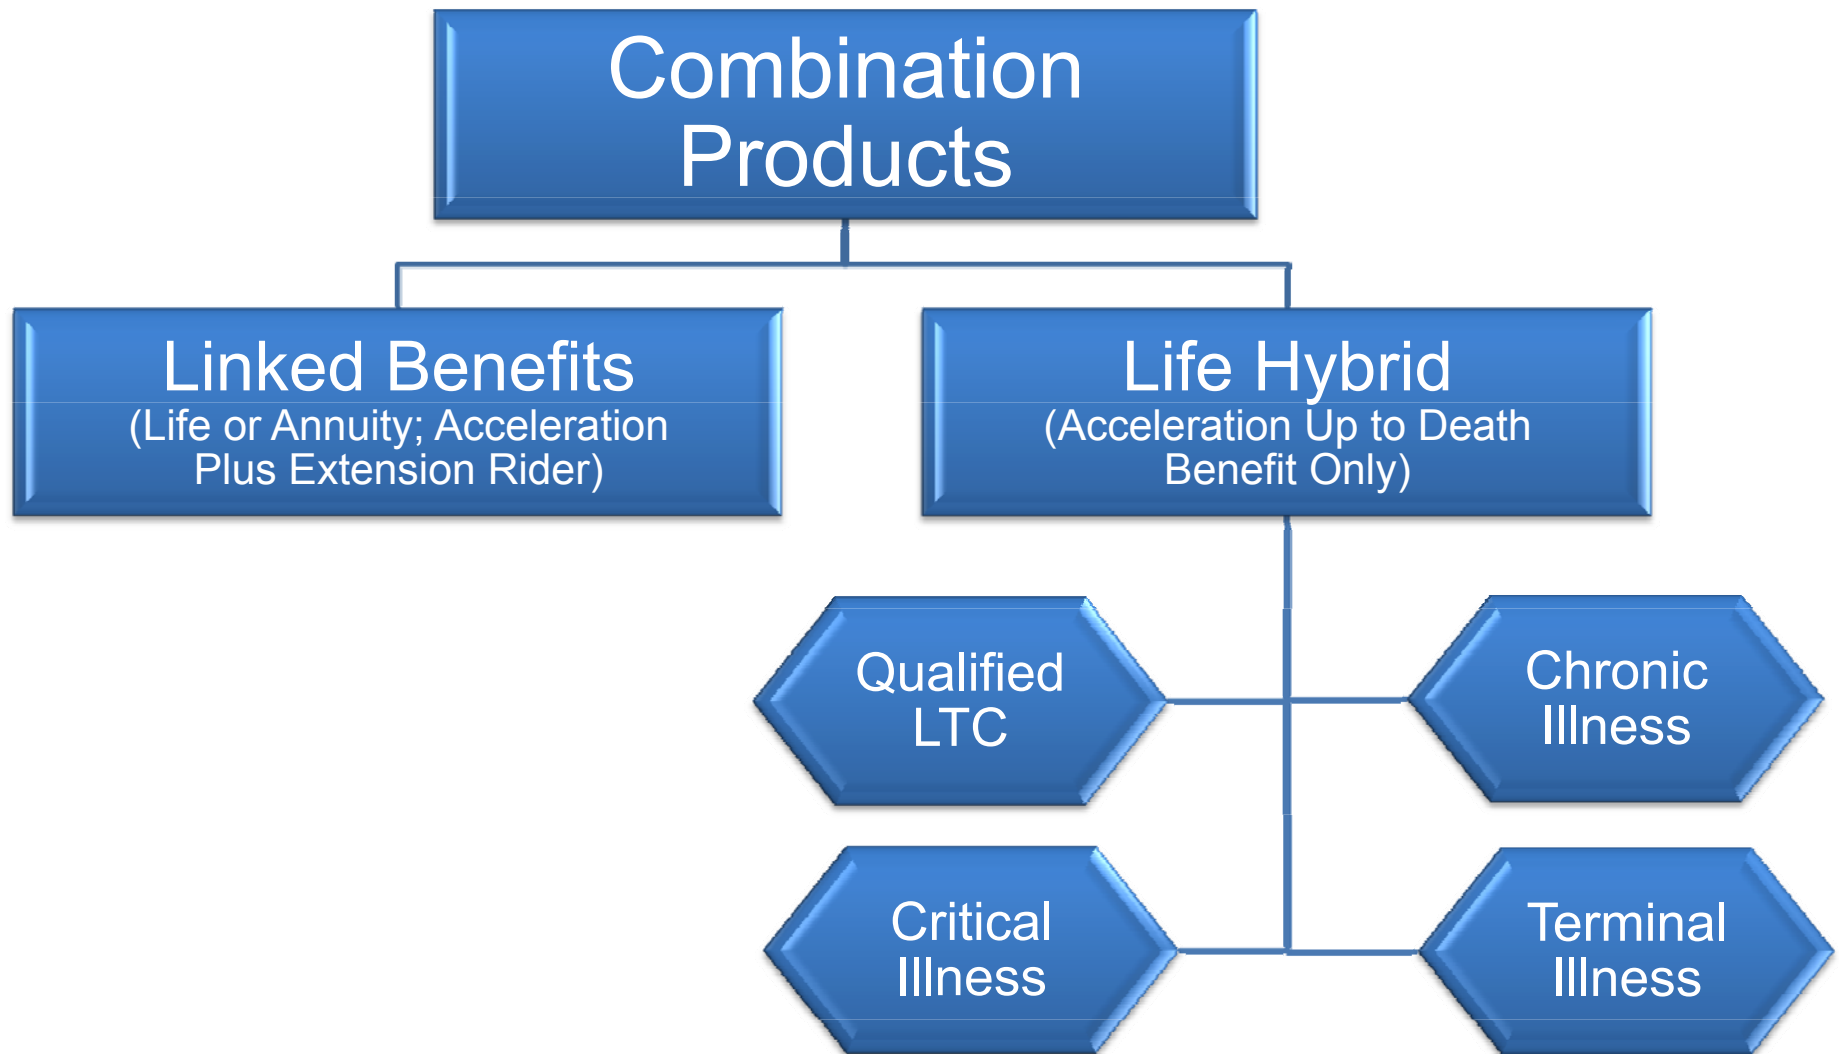 Combination
Products
Linked Benefits
(Life or Annuity; Acceleration
Plus Extension Rider)
Life Hybrid
(Acceleration Up to Death
Benefit Only)
Qualified
LTC
Chronic
Illness
Critical
Illness
Terminal
Illness